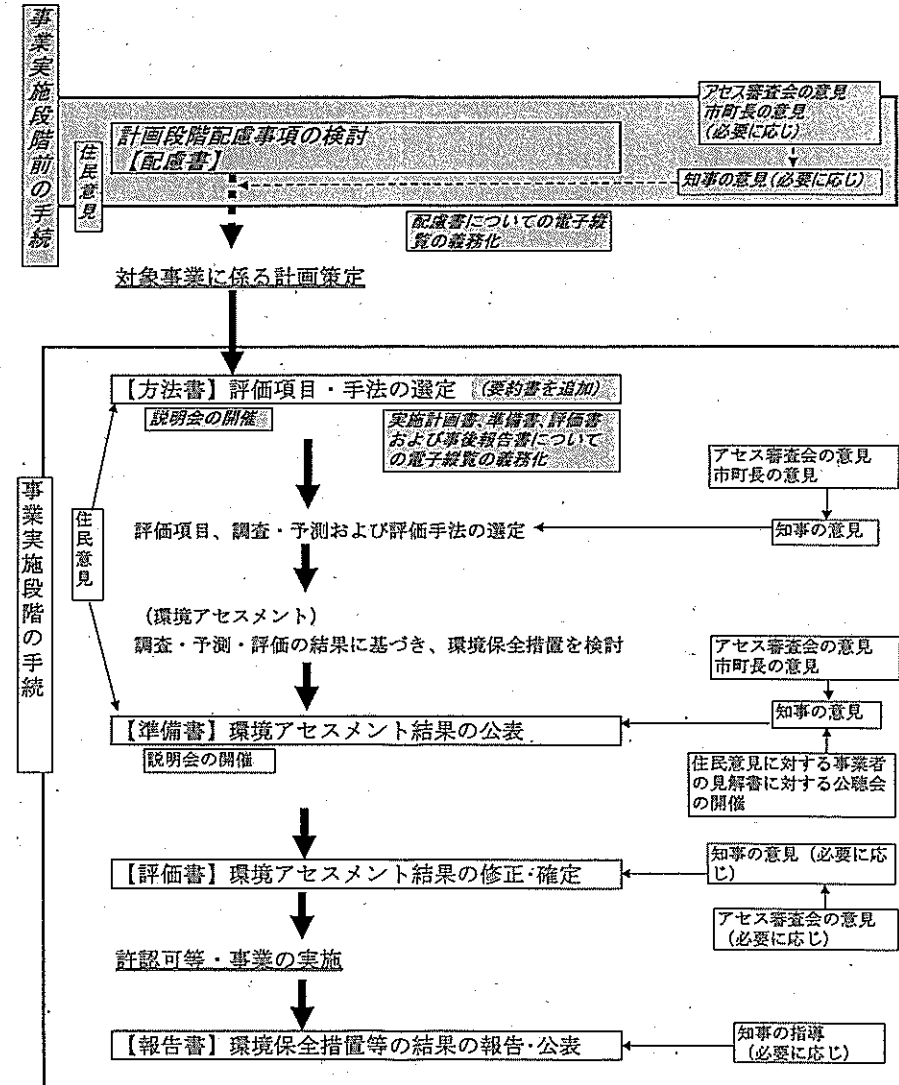 事業実施段階前の手続
アセス審査会の意見
市町長の意見
(必要に応じ)
計画段階配慮事項の検討
【配慮書】
住民意見
知事の意見(必要に応じ)
配慮書についての電子縦
覧の義務化
対象事業に係る計画策定
事業実施段階の手続
【方法書】評価項目・手法の選定 (要約書を追加)
説明会の開催
実施計画書、準備書、評価書
および事後報告書について
の電子縦覧の義務化
アセス審査会の意見
市町長の意見
住民意見
評価項目、調査・予測および評価手法の選定
知事の意見
(環境アセスメント)
調査・予測・評価の結果に基づき、環境保全措置を検討
アセス審査会の意見
市町長の意見
知事の意見
【準備書】環境アセスメント結果の公表
説明会の開催
住民意見に対する事業者
の見解書に対する公聴会
の開催
知事の意見(必要に応
じ)
【評価書】環境アセスメント結果の修正・確定
アセス審査会の意見
(必要に応じ)
許認可等・事業の実施
【報告書】環境保全措置等の結果の報告・公表
知事の指導
(必要に応じ)